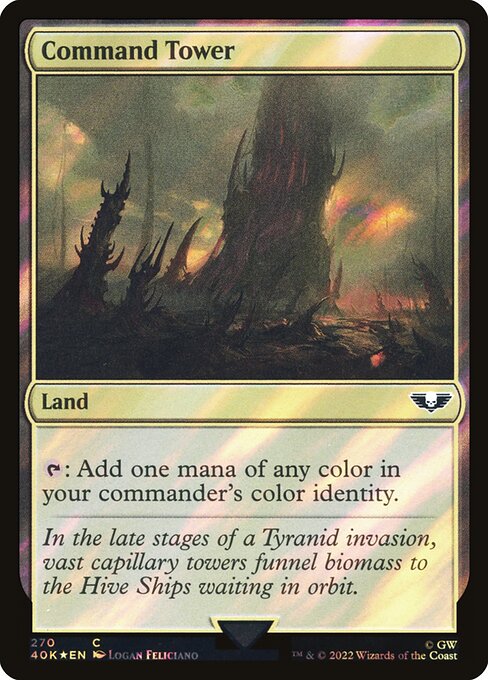 Command Tower
Land
: Add one mana of any color in
your commander's color identity.
In the late stages of a Tyranid invasion,
vast capillary towers funnel biomass to
the Hive Ships waiting in orbit.
270 C
40K★EN Logan Feliciano
© GW
™ & © 2022 Wizards of the Coast